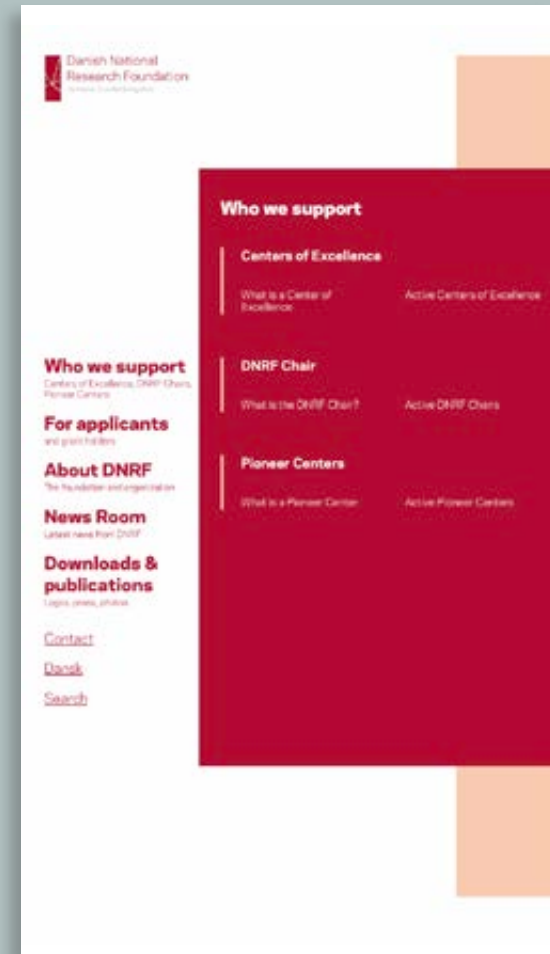 Danish National
Research Foundation
Who we support
Centers of Excellence
What is a Center of
Excellence
Active Centers of Excellence
DNRF Chair
What is the DNRF Chair?
Active DNRF Chairs
Pioneer Centers
What is a Pioneer Center
Active Pioneer Centers
Who we support
Centers of Excellence, DNRF Chairs,
Pioneer Centers
For applicants
and grant holders
About DNRF
The foundation and organization
News Room
Latest news from DNRF
Downloads &
publications
Logos, press, photos
Contact
Dansk
Search